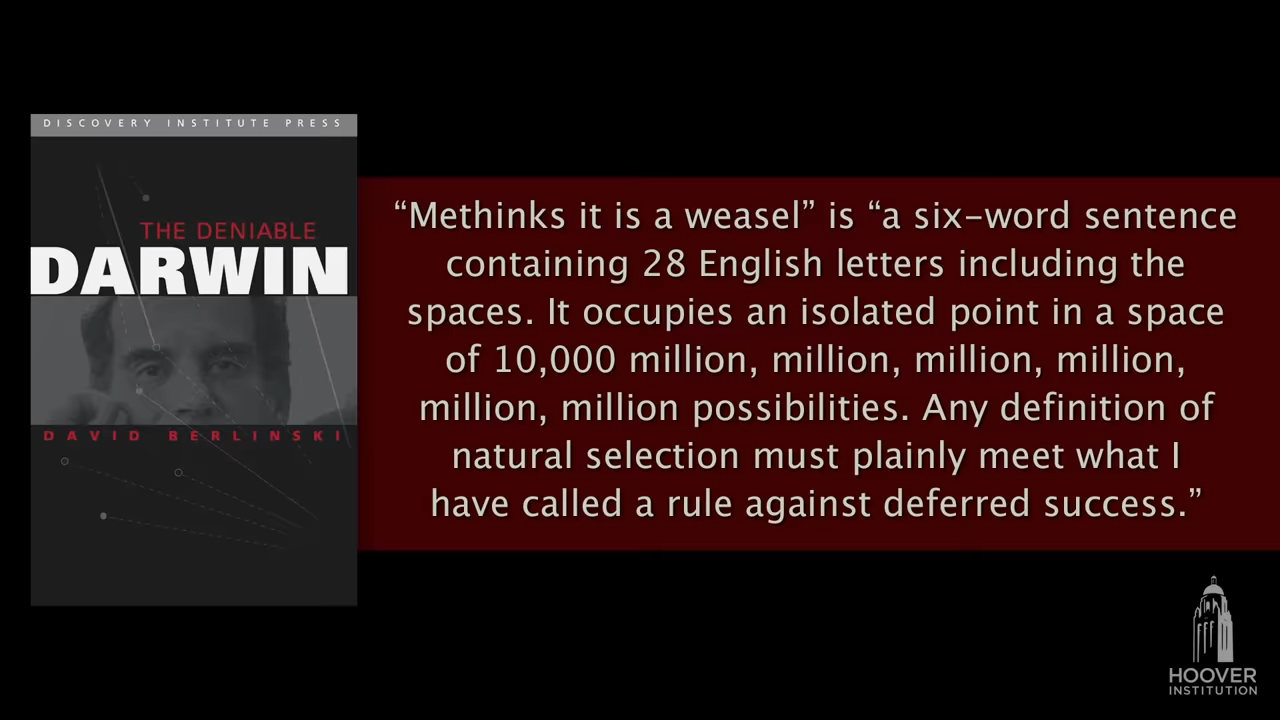 DISCOVERY INSTITUTE PRESS
THE DENIABLE
DARWIN
DAVID BERLINSKI
“Methinks it is a weasel” is “a six–word sentence
containing 28 English letters including the
spaces. It occupies an isolated point in a space
of 10,000 million, million, million, million,
million, million possibilities. Any definition of
natural selection must plainly meet what I
have called a rule against deferred success.”
HOOVER
INSTITUTION